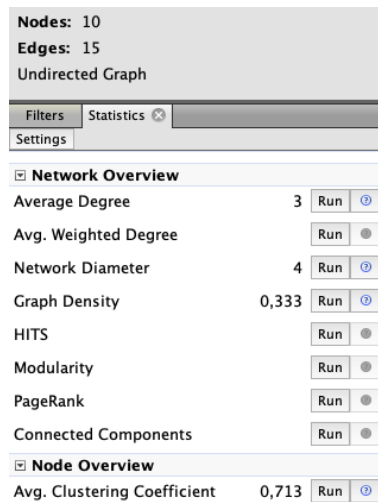 Nodes: 10
Edges: 15
Undirected Graph
Filters Statistics
Settings
Network Overview
Average Degree 3 Run
Avg. Weighted Degree Run
Network Diameter 4 Run
Graph Density 0,333 Run
HITS Run
Modularity Run
PageRank Run
Connected Components Run
Node Overview
Avg. Clustering Coefficient 0,713 Run